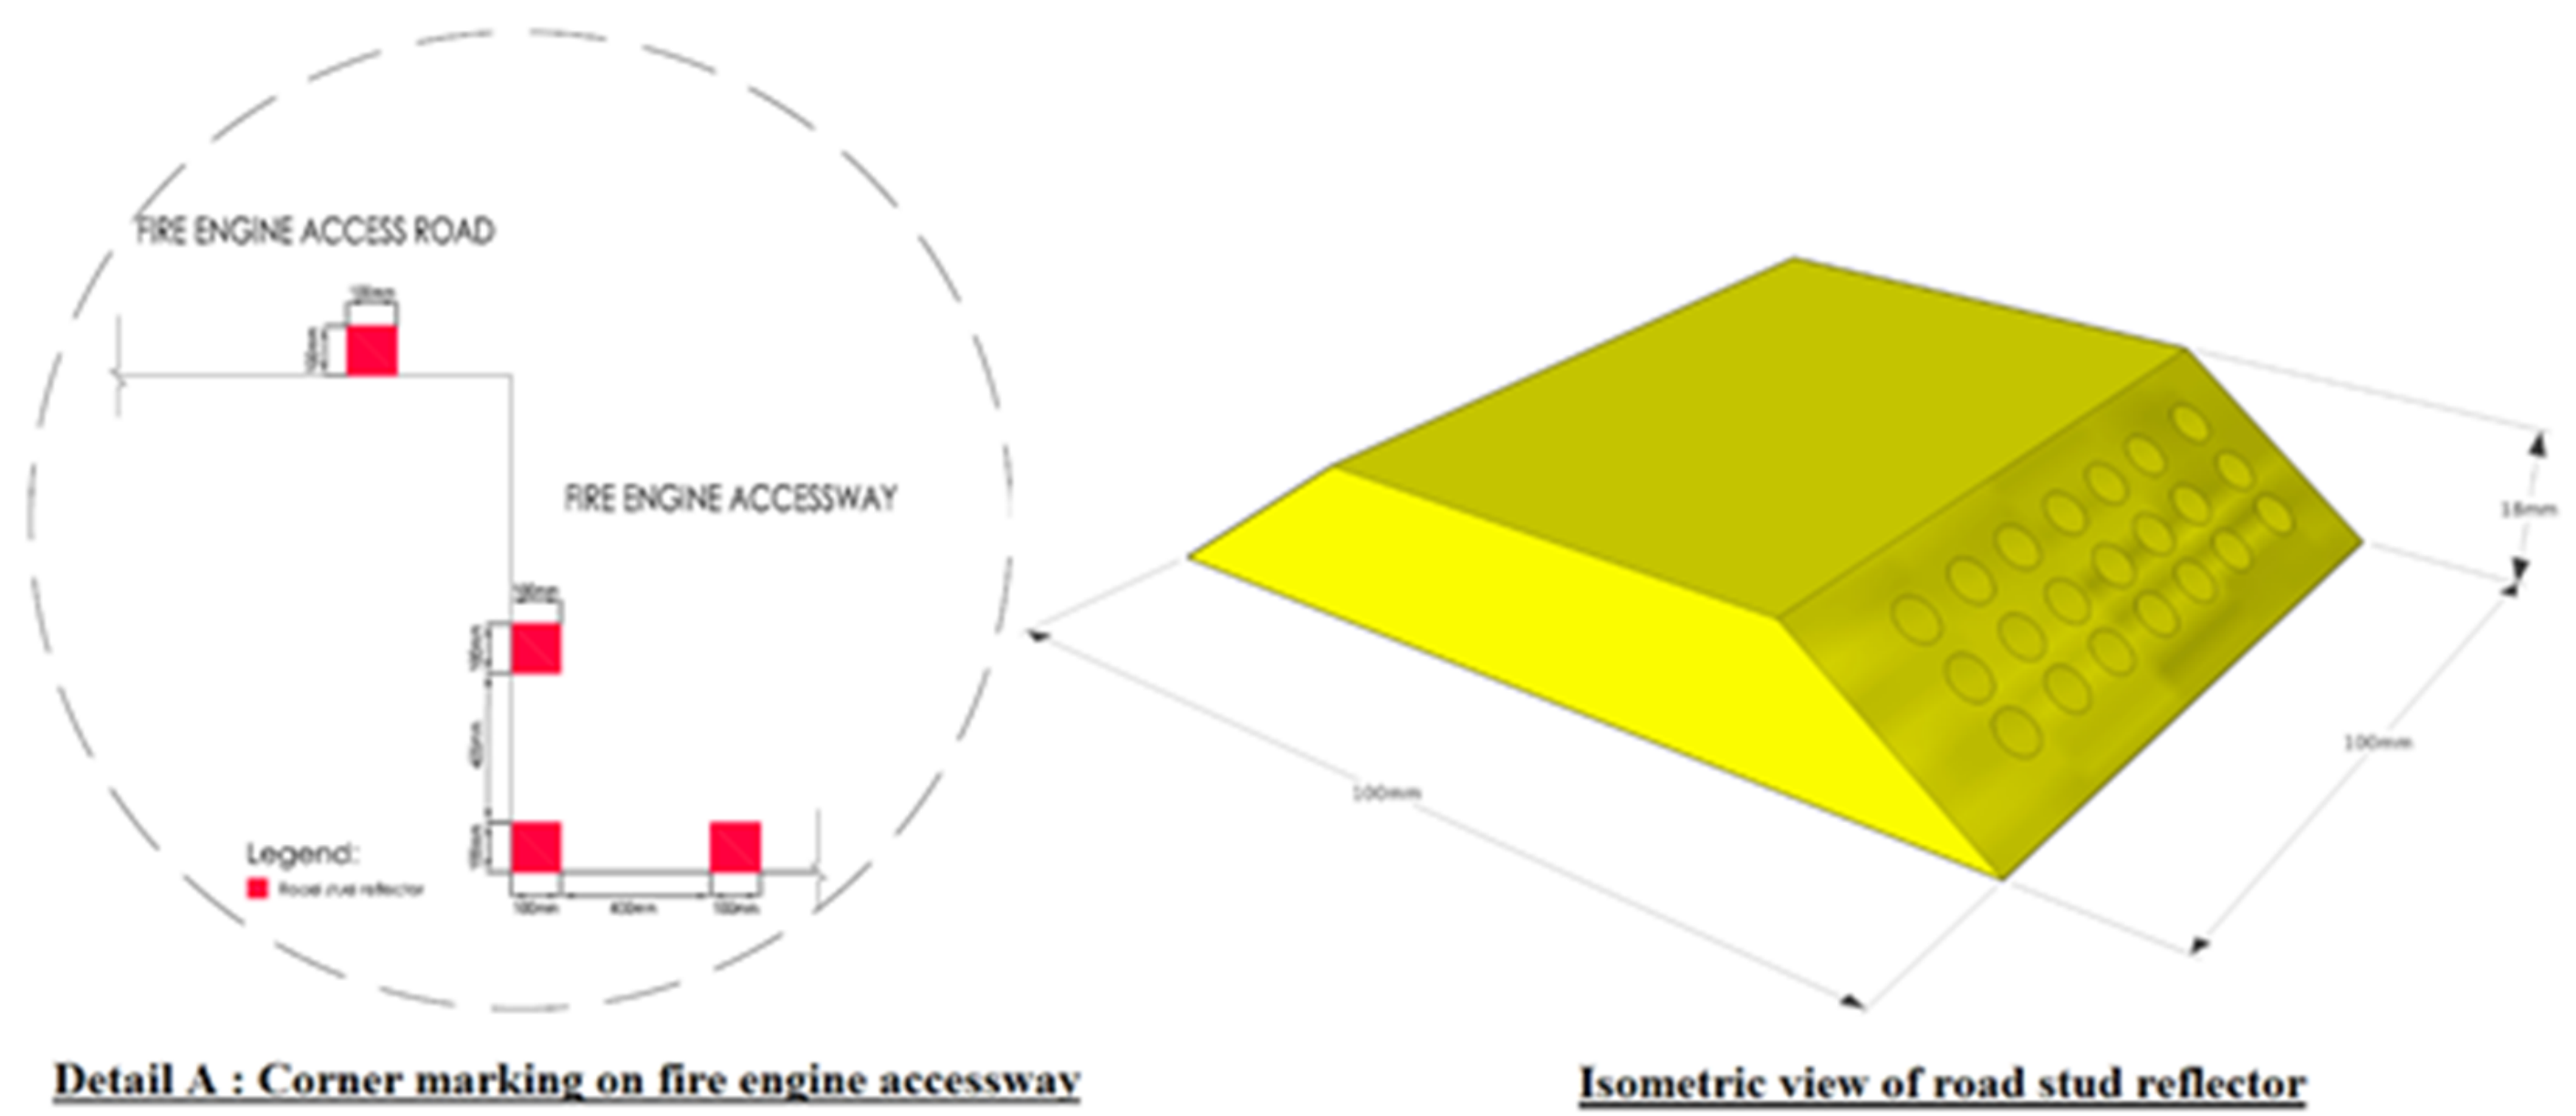 FIRE ENGINE ACCESS ROAD
100mm
100mm
FIRE ENGINE ACCESSWAY
100mm
100mm
400mm
100mm
Legend:
Road stud reflector
100mm
400mm
100mm
18mm
100mm
100mm
Detail A : Corner marking on fire engine accessway
Isometric view of road stud reflector